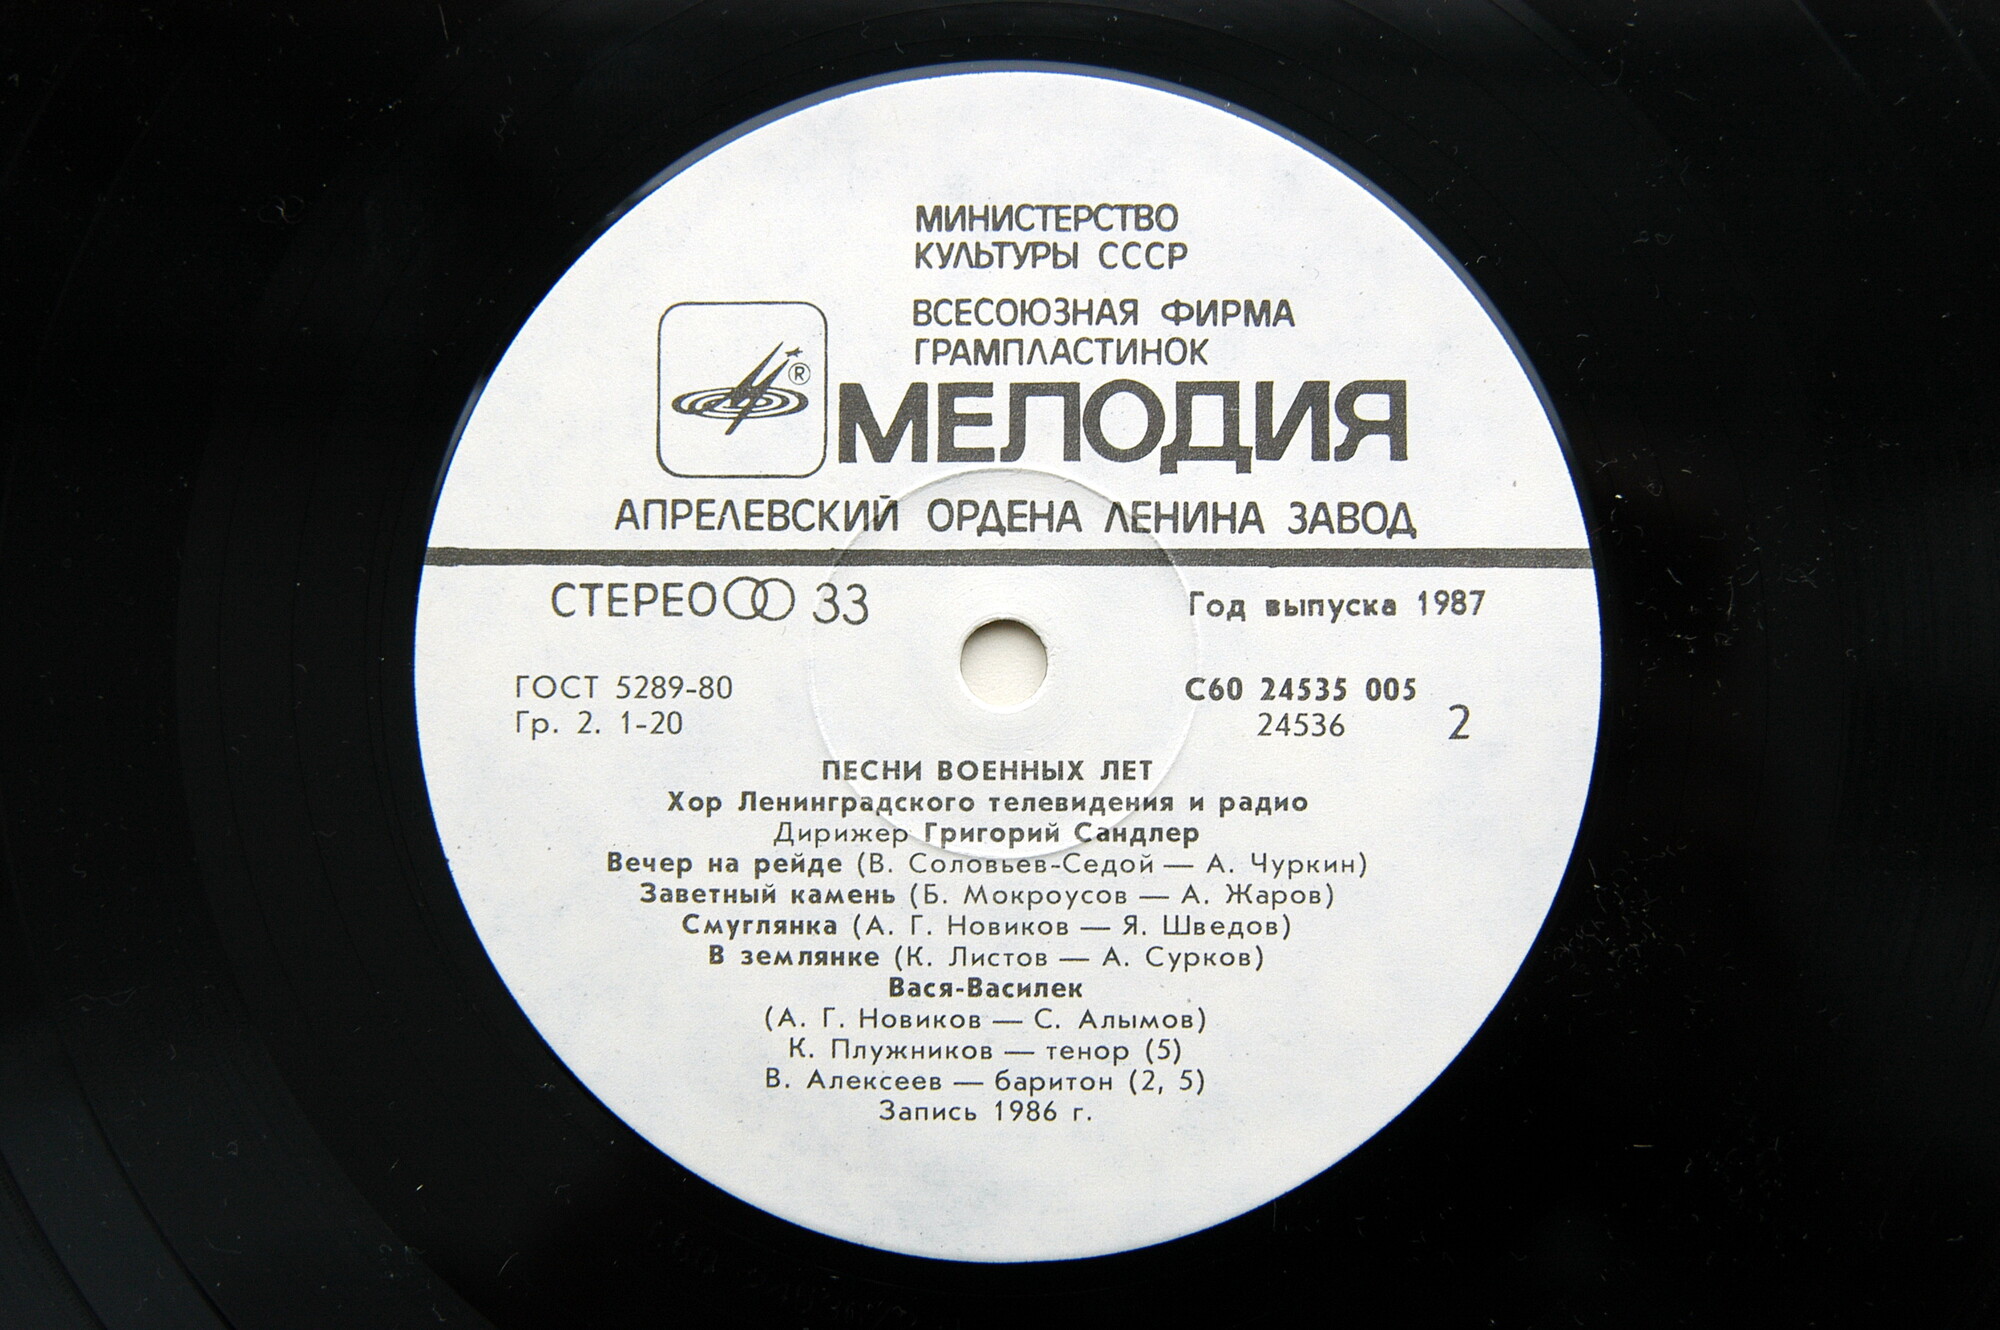 МИНИСТЕРСТВО
КУЛЬТУРЫ СССР
ВСЕСОЮЗНАЯ ФИРМА
ГРАМПЛАСТИНОК
®
МЕЛОДИЯ
АПРЕЛЕВСКИЙ ОРДЕНА ЛЕНИНА ЗАВОД
СТЕРЕО 33
Год выпуска 1987
ГОСТ 5289-80
Гр. 2. 1-20
С60 24535 005
24536
2
ПЕСНИ ВОЕННЫХ ЛЕТ
Хор Ленинградского телевидения и радио
Дирижер Григорий Сандлер
Вечер на рейде (В. Соловьев-Седой — А. Чуркин)
Заветный камень (Б. Мокроусов — А. Жаров)
Смуглянка (А. Г. Новиков — Я. Шведов)
В землянке (К. Листов — А. Сурков)
Вася-Василек
(А. Г. Новиков — С. Алымов)
К. Плужников — тенор (5)
В. Алексеев — баритон (2, 5)
Запись 1986 г.